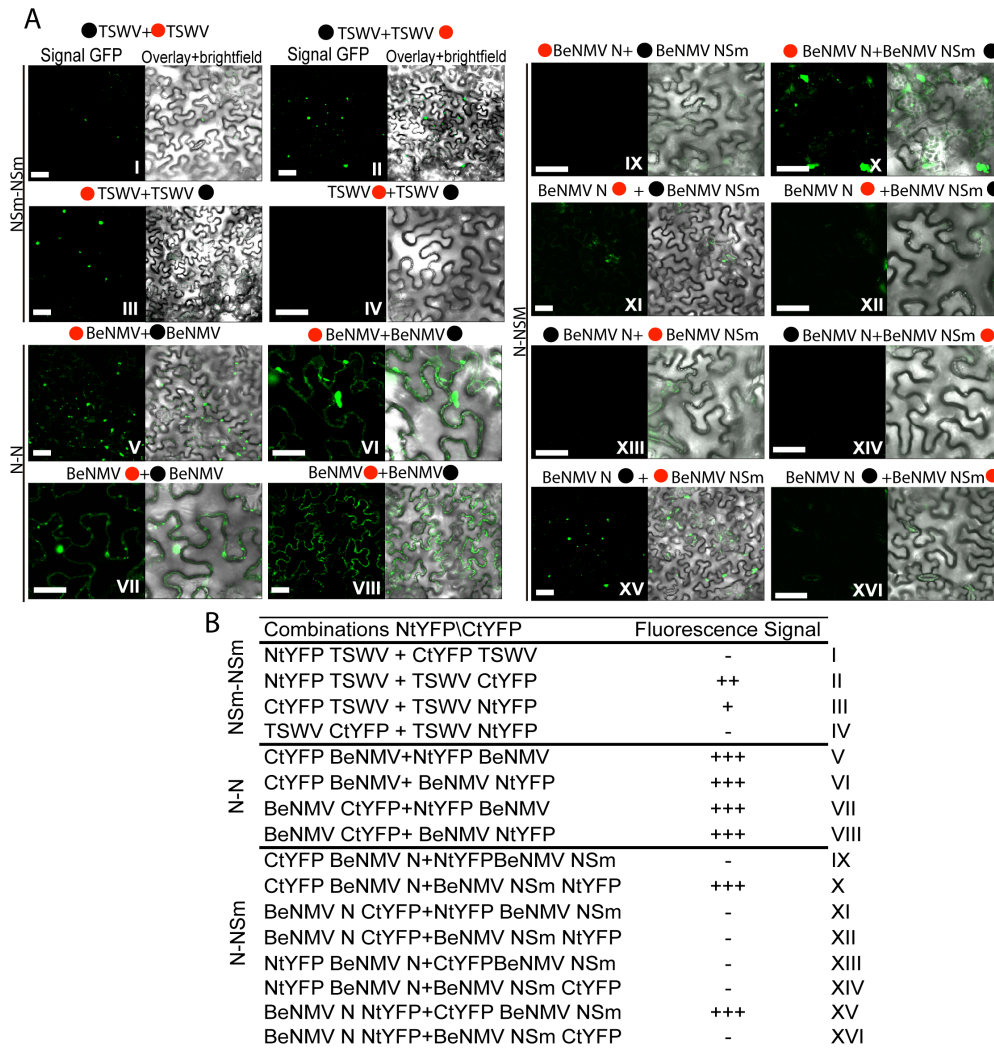 A
TSWV+ TSWV
Signal GFP Overlay+brightfield
TSWV+TSWV
Signal GFP Overlay+brightfield
NSm-NSm
I
II
TSWV+TSWV
TSWV +TSWV
III
IV
N-N
BeNMV+ BeNMV
BeNMV+BeNMV
V
VI
BeNMV + BeNMV
BeNMV +BeNMV
VII
VIII
N-NSM
BeNMV N+ BeNMV NSm
BeNMV N+BeNMV NSm
IX
X
BeNMV N + BeNMV NSm
BeNMV N +BeNMV NSm
XI
XII
BeNMV N+ BeNMV NSm
BeNMV N+BeNMV NSm
XIII
XIV
BeNMV N + BeNMV NSm
BeNMV N +BeNMV NSm
XV
XVI
B
Combinations NtYFP\CtYFP Fluorescence Signal
NSm-NSm
NtYFP TSWV + CtYFP TSWV - I
NtYFP TSWV + TSWV CtYFP ++ II
CtYFP TSWV + TSWV NtYFP + III
TSWV CtYFP + TSWV NtYFP - IV
N-N
CtYFP BeNMV+NtYFP BeNMV +++ V
CtYFP BeNMV+ BeNMV NtYFP +++ VI
BeNMV CtYFP+NtYFP BeNMV +++ VII
BeNMV CtYFP+ BeNMV NtYFP +++ VIII
N-NSm
CtYFP BeNMV N+NtYFPBeNMV NSm - IX
CtYFP BeNMV N+BeNMV NSm NtYFP +++ X
BeNMV N CtYFP+NtYFP BeNMV NSm - XI
BeNMV N CtYFP+BeNMV NSm NtYFP - XII
NtYFP BeNMV N+CtYFPBeNMV NSm - XIII
NtYFP BeNMV N+BeNMV NSm CtYFP - XIV
BeNMV N NtYFP+CtYFP BeNMV NSm +++ XV
BeNMV N NtYFP+BeNMV NSm CtYFP - XVI